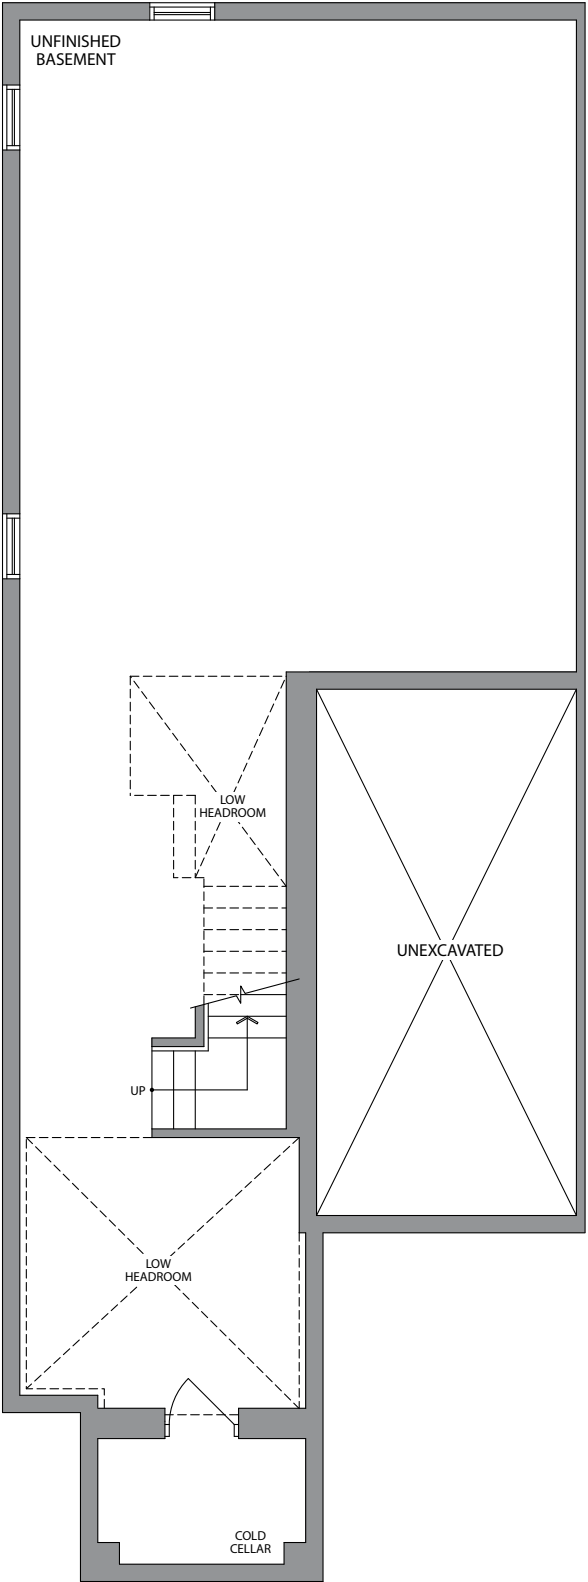 UNFINISHED
BASEMENT
LOW
HEADROOM
UNEXCAVATED
UP
LOW
HEADROOM
COLD
CELLAR